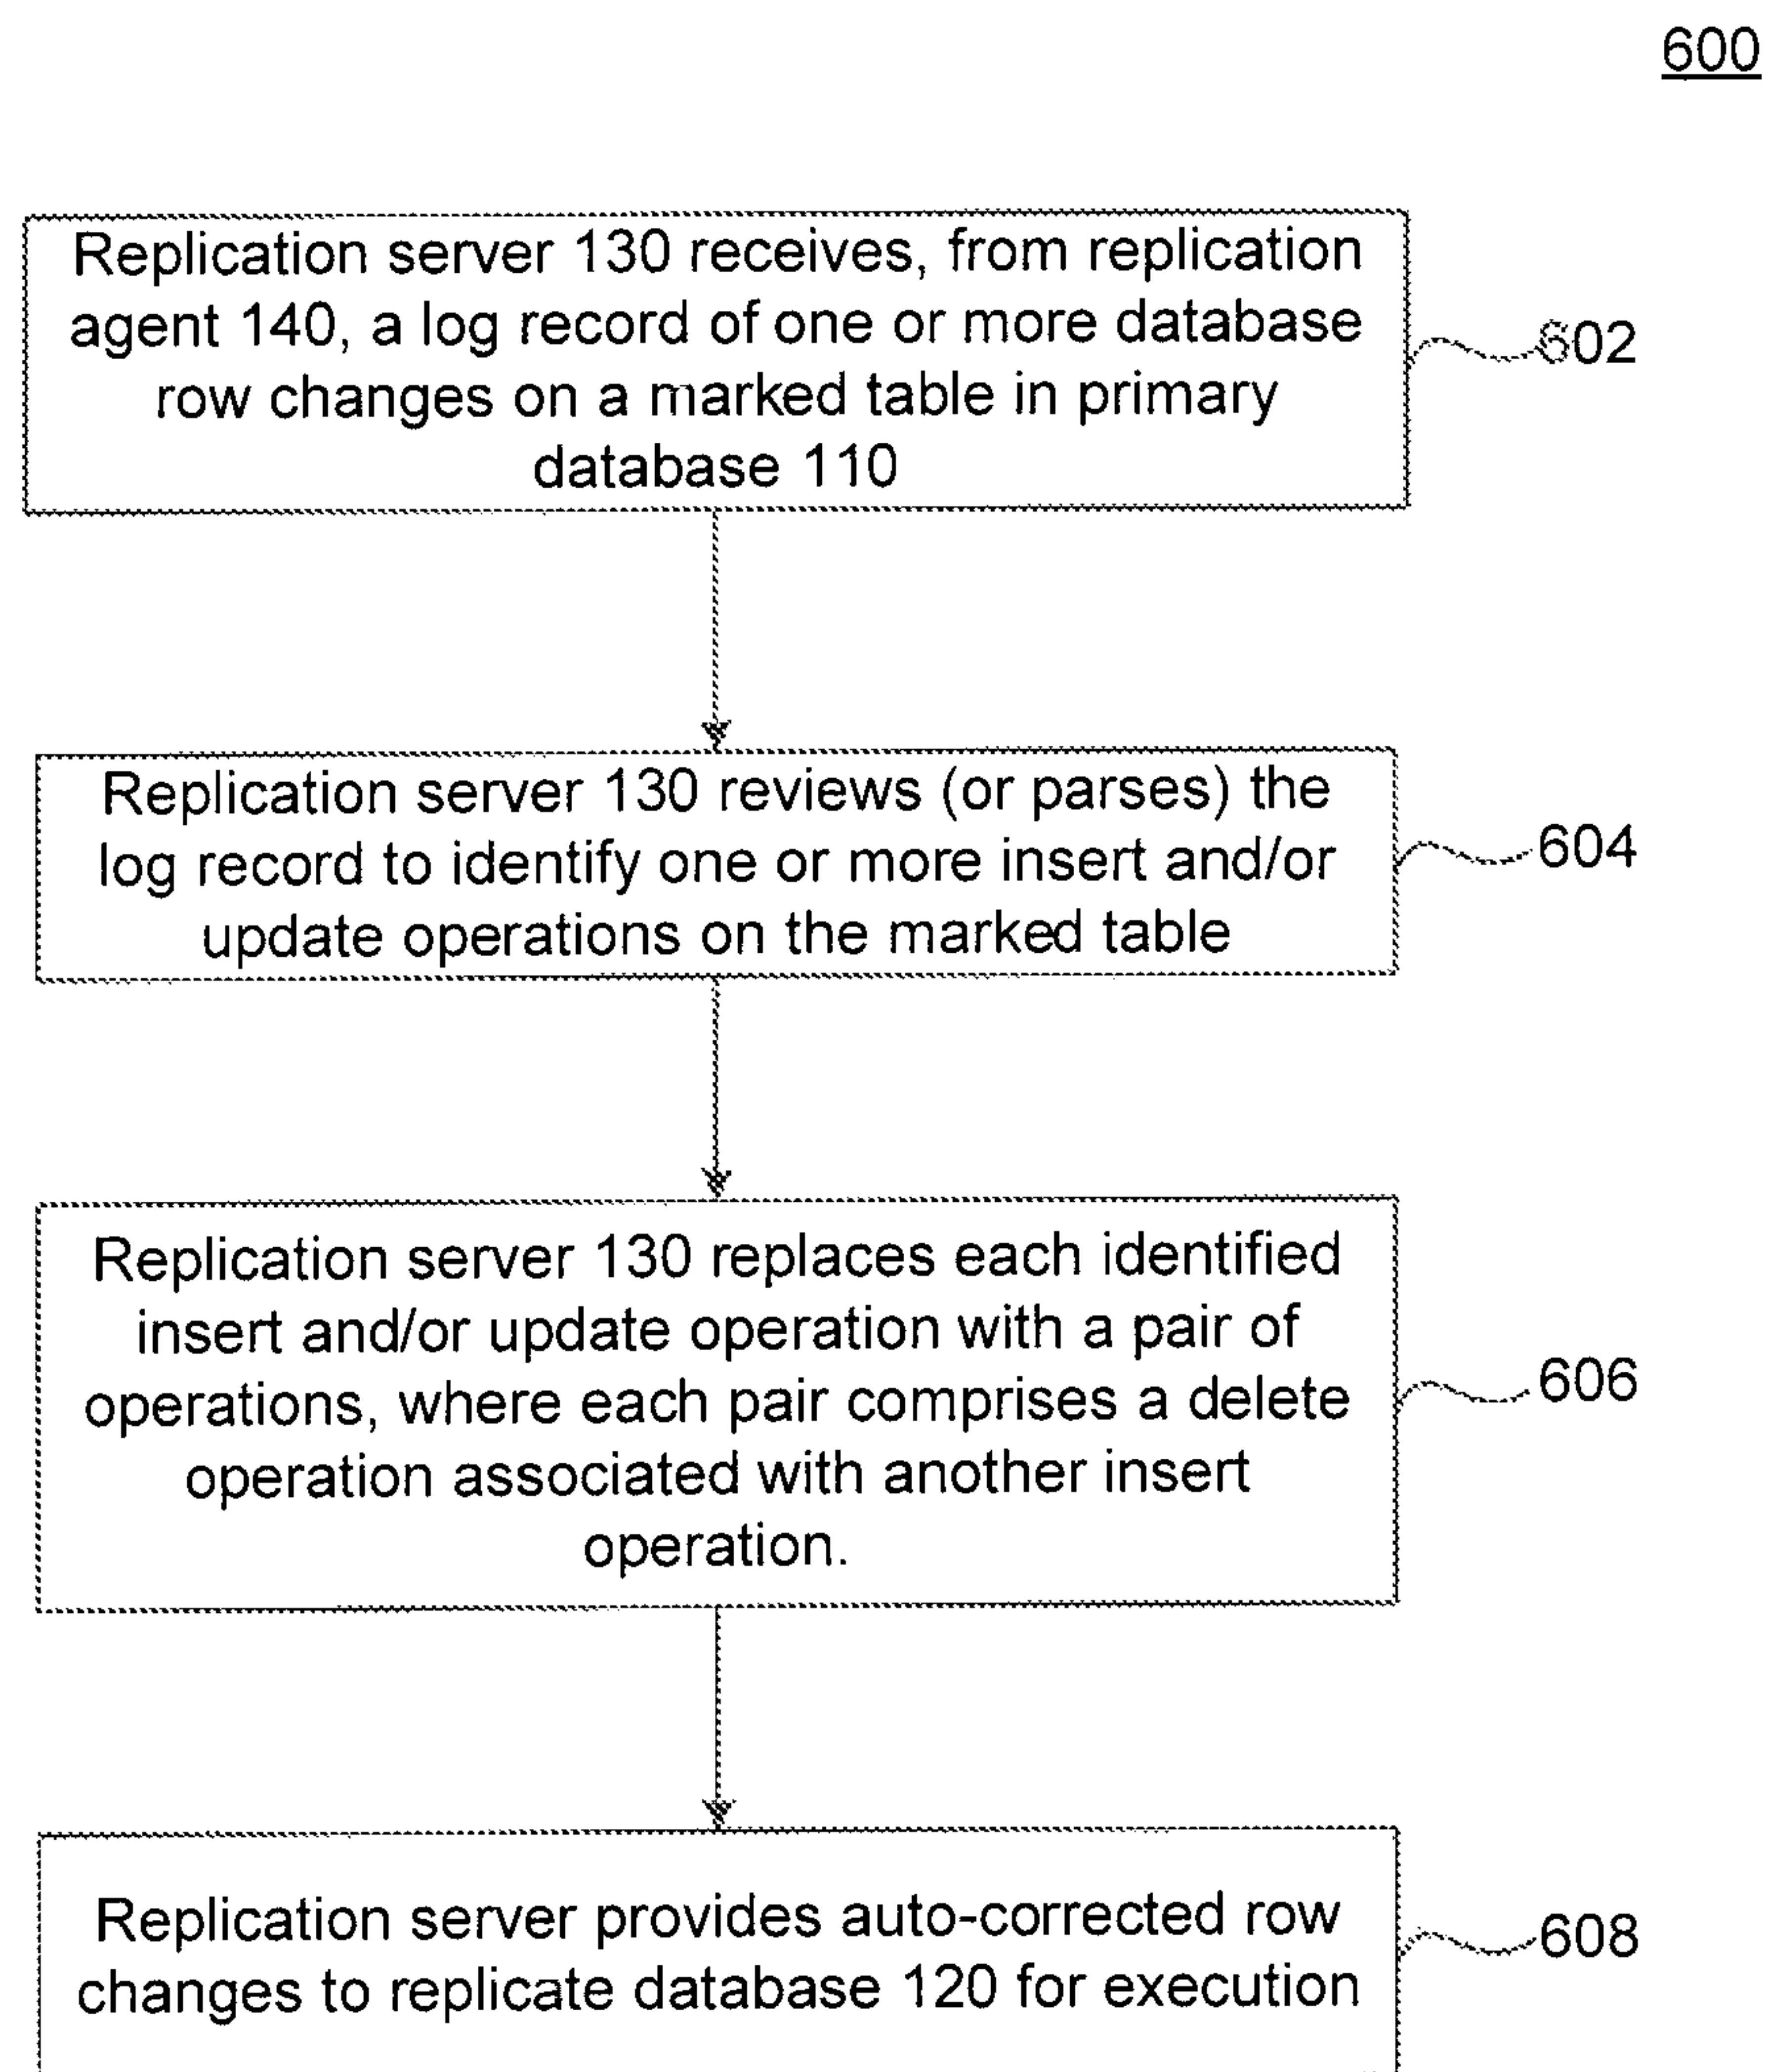 600
Replication server 130 receives, from replication
agent 140, a log record of one or more database
row changes on a marked table in primary
database 110
602
Replication server 130 reviews (or parses) the
log record to identify one or more insert and/or
update operations on the marked table
604
Replication server 130 replaces each identified
insert and/or update operation with a pair of
operations, where each pair comprises a delete
operation associated with another insert
operation.
606
Replication server provides auto-corrected row
changes to replicate database 120 for execution
608